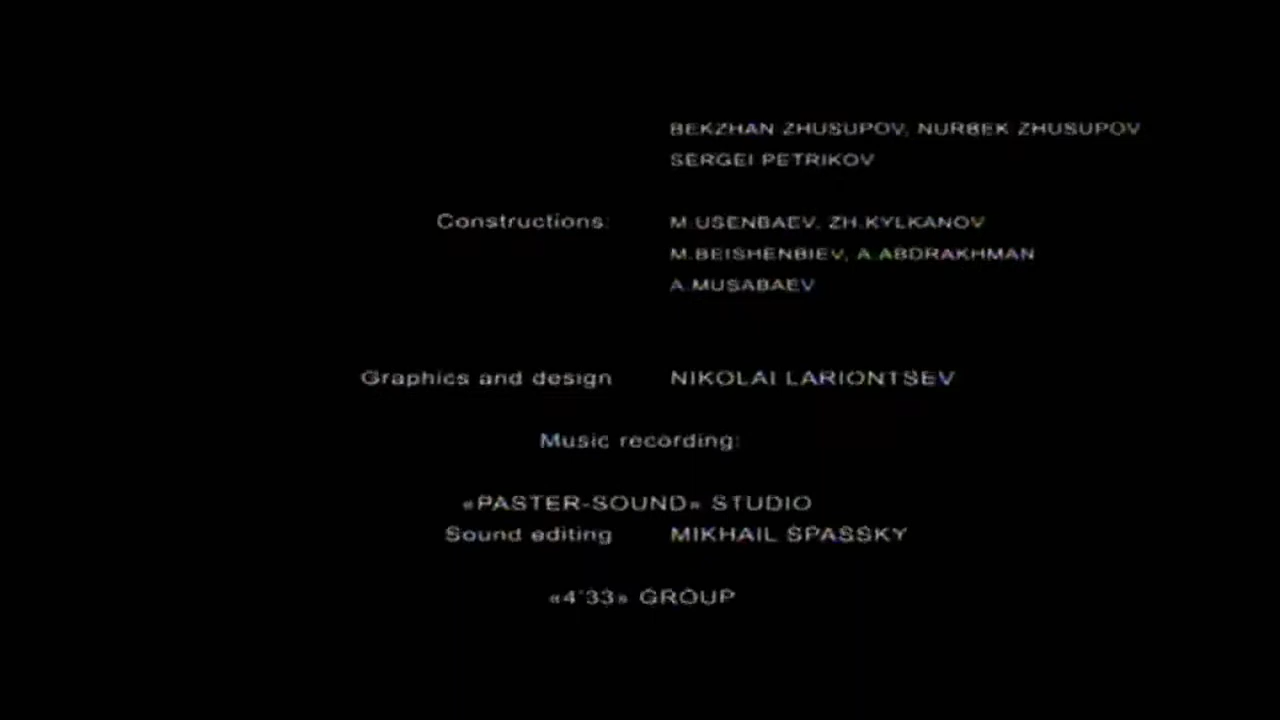 BEKZHAN ZHUSUPOV, NURBEK ZHUSUPOV
SERGEI PETRIKOV
Constructions: M.USENBAEV, ZH.KYLKANOV
M.BEISHENBIEV, A.ABDRAKHMAN
A.MUSABAEV
Graphics and design NIKOLAI LARIONTSEV
Music recording:
«PASTER-SOUND» STUDIO
Sound editing MIKHAIL SPASSKY
«4'33» GROUP